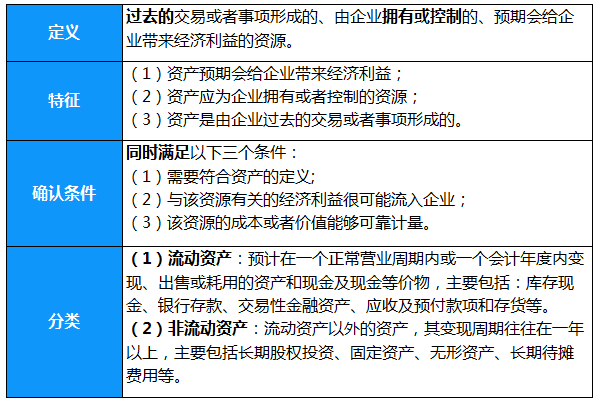 定义
过去的交易或者事项形成的、由企业拥有或控制的、预期会给企
业带来经济利益的资源。
特征
（1）资产预期会给企业带来经济利益；
（2）资产应为企业拥有或者控制的资源；
（3）资产是由企业过去的交易或者事项形成的。
确认条件
同时满足以下三个条件：
（1）需要符合资产的定义;
（2）与该资源有关的经济利益很可能流入企业；
（3）该资源的成本或者价值能够可靠计量。
分类
（1）流动资产：预计在一个正常营业周期内或一个会计年度内变
现、出售或耗用的资产和现金及现金等价物，主要包括：库存现
金、银行存款、交易性金融资产、应收及预付款项和存货等。
（2）非流动资产：流动资产以外的资产，其变现周期往往在一年
以上，主要包括长期股权投资、固定资产、无形资产、长期待摊
费用等。